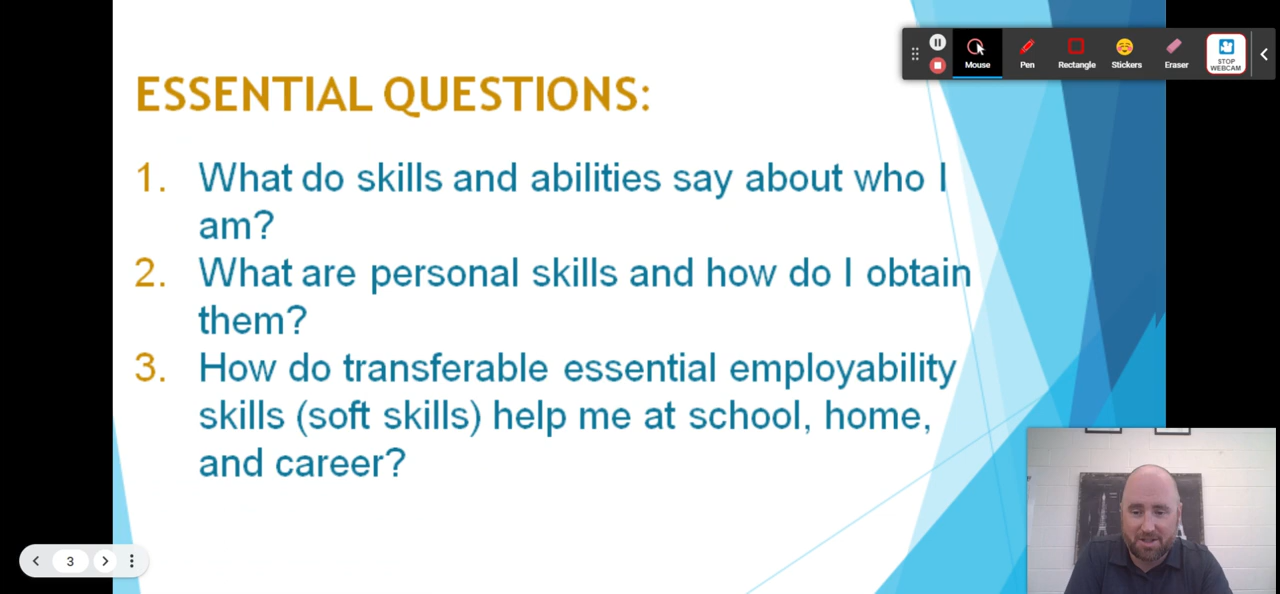 Mouse
Pen
Rectangle
Stickers
Eraser
STOP
WEBCAM
ESSENTIAL QUESTIONS:
1. What do skills and abilities say about who I
am?
2. What are personal skills and how do I obtain
them?
3. How do transferable essential employability
skills (soft skills) help me at school, home,
and career?
3